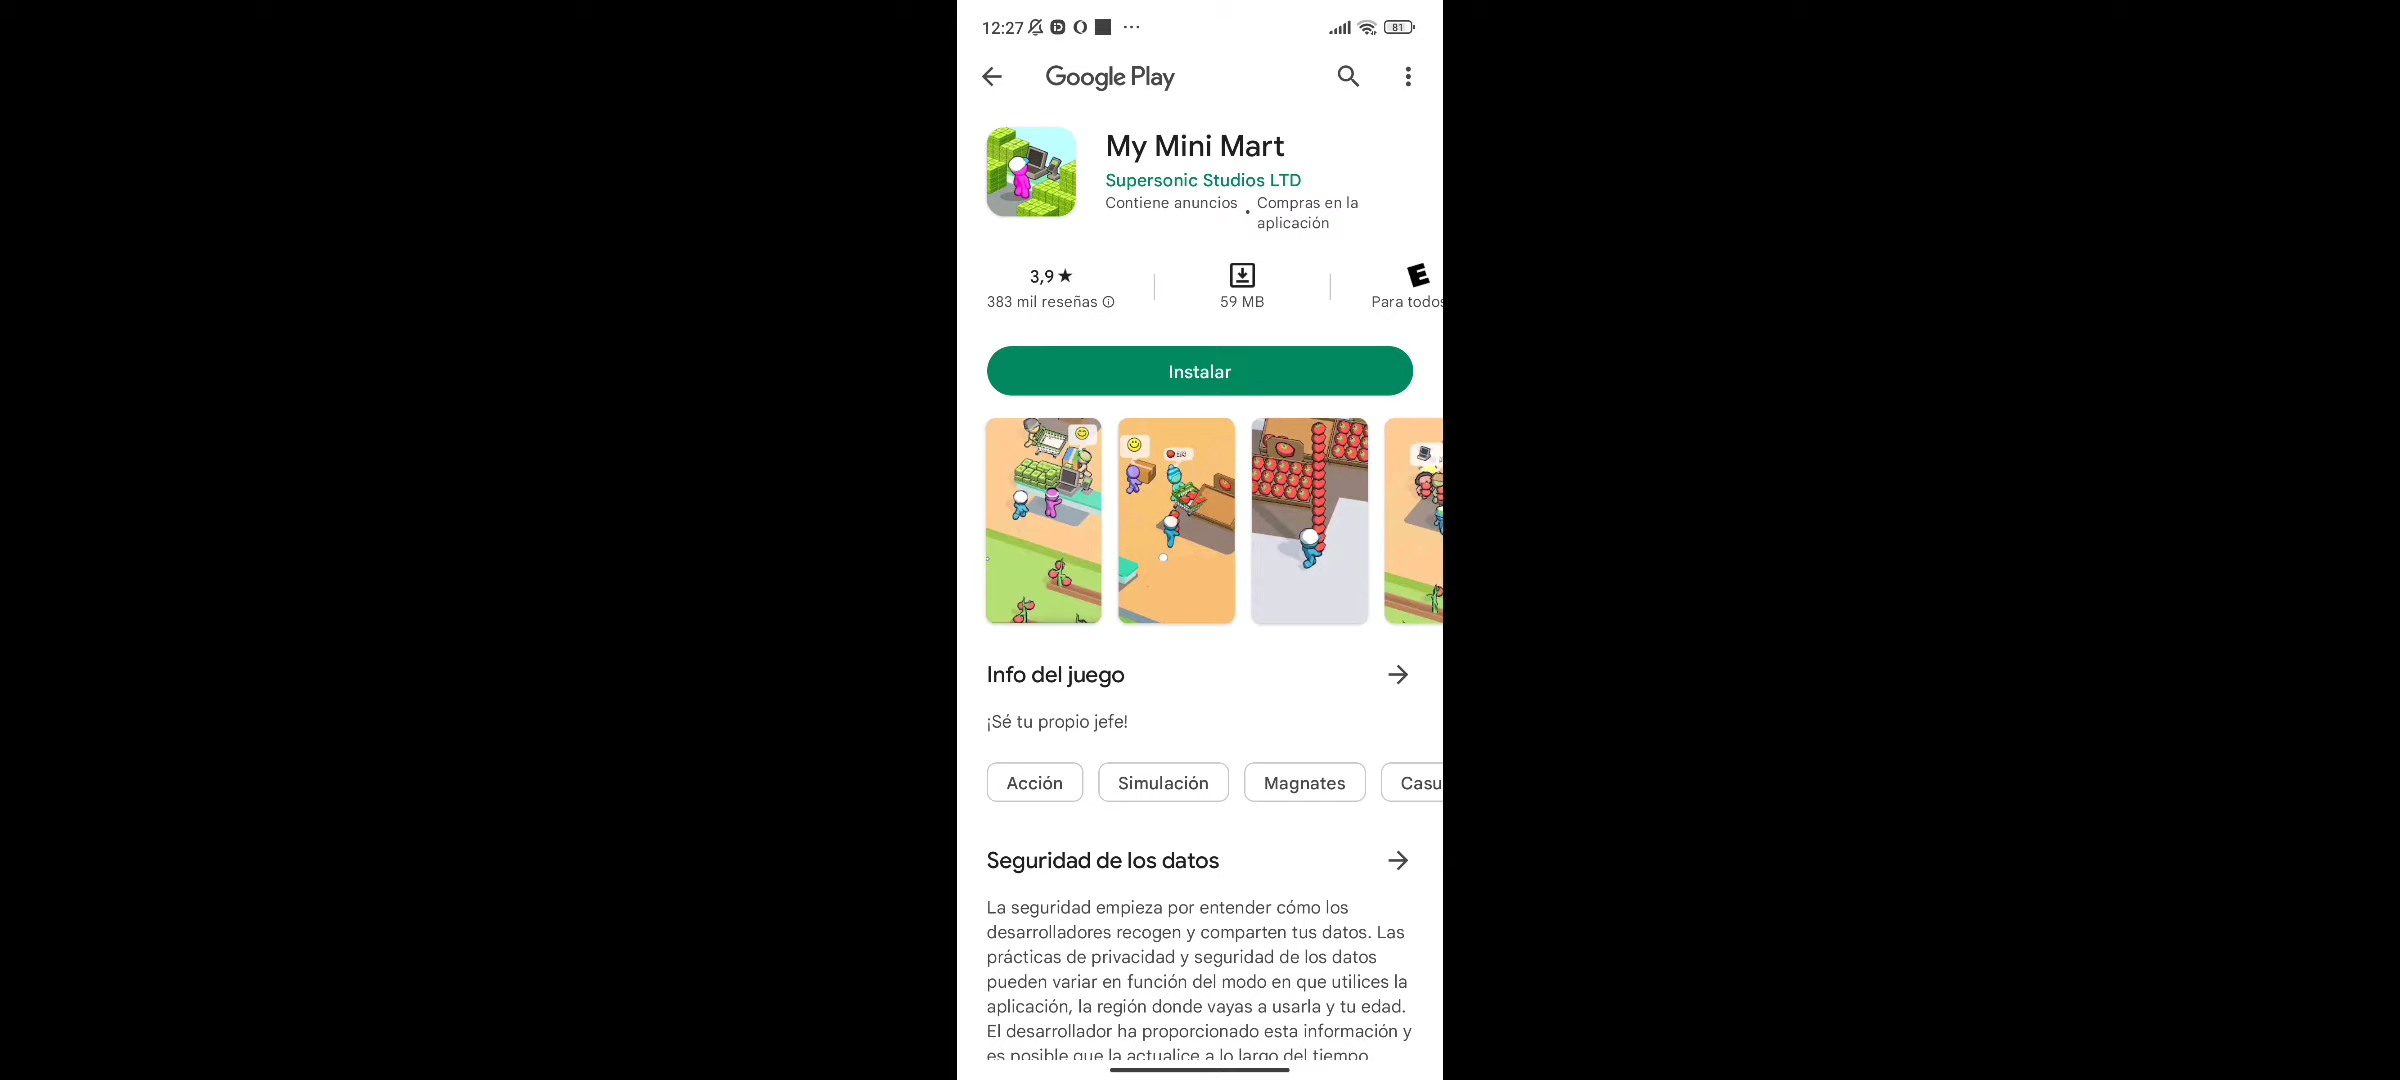 12:27
81
Google Play
My Mini Mart
Supersonic Studios LTD
Contiene anuncios • Compras en la
aplicación
3,9★
383 mil reseñas
59 MB
E
Para todos
Instalar
Info del juego
¡Sé tu propio jefe!
Acción
Simulación
Magnates
Casu
Seguridad de los datos
La seguridad empieza por entender cómo los
desarrolladores recogen y comparten tus datos. Las
prácticas de privacidad y seguridad de los datos
pueden variar en función del modo en que utilices la
aplicación, la región donde vayas a usarla y tu edad.
El desarrollador ha proporcionado esta información y
es posible que la actualice a lo largo del tiempo